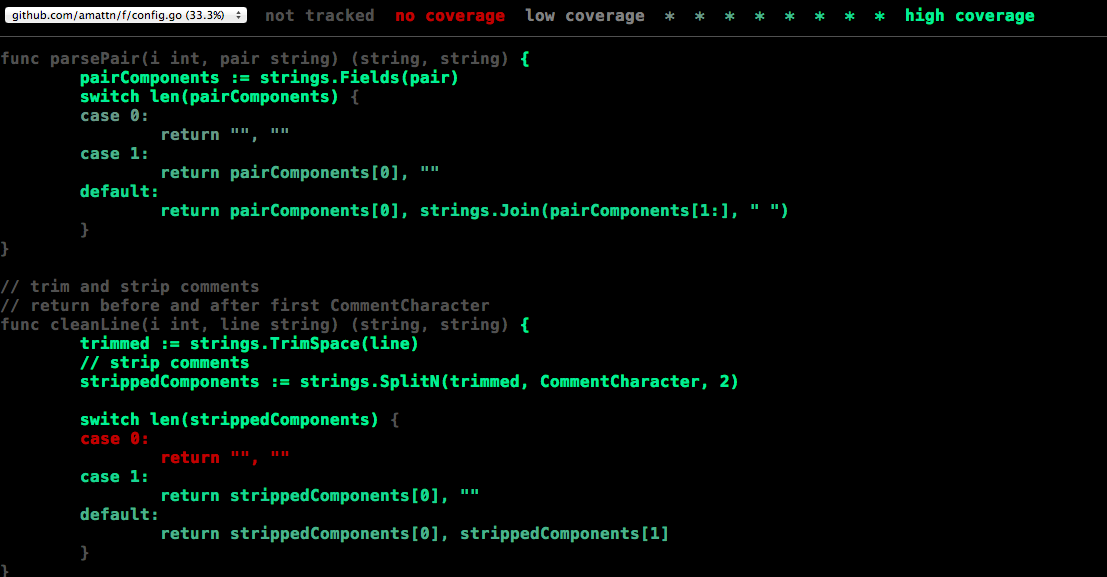 github.com/amattn/f/config.go (33.3%) not tracked no coverage low coverage * * * * * * * * high coverage
func parsePair(i int, pair string) (string, string) {
        pairComponents := strings.Fields(pair)
        switch len(pairComponents) {
        case 0:
                return "", ""
        case 1:
                return pairComponents[0], ""
        default:
                return pairComponents[0], strings.Join(pairComponents[1:], " ")
        }
}

// trim and strip comments
// return before and after first CommentCharacter
func cleanLine(i int, line string) (string, string) {
        trimmed := strings.TrimSpace(line)
        // strip comments
        strippedComponents := strings.SplitN(trimmed, CommentCharacter, 2)

        switch len(strippedComponents) {
        case 0:
                return "", ""
        case 1:
                return strippedComponents[0], ""
        default:
                return strippedComponents[0], strippedComponents[1]
        }
}